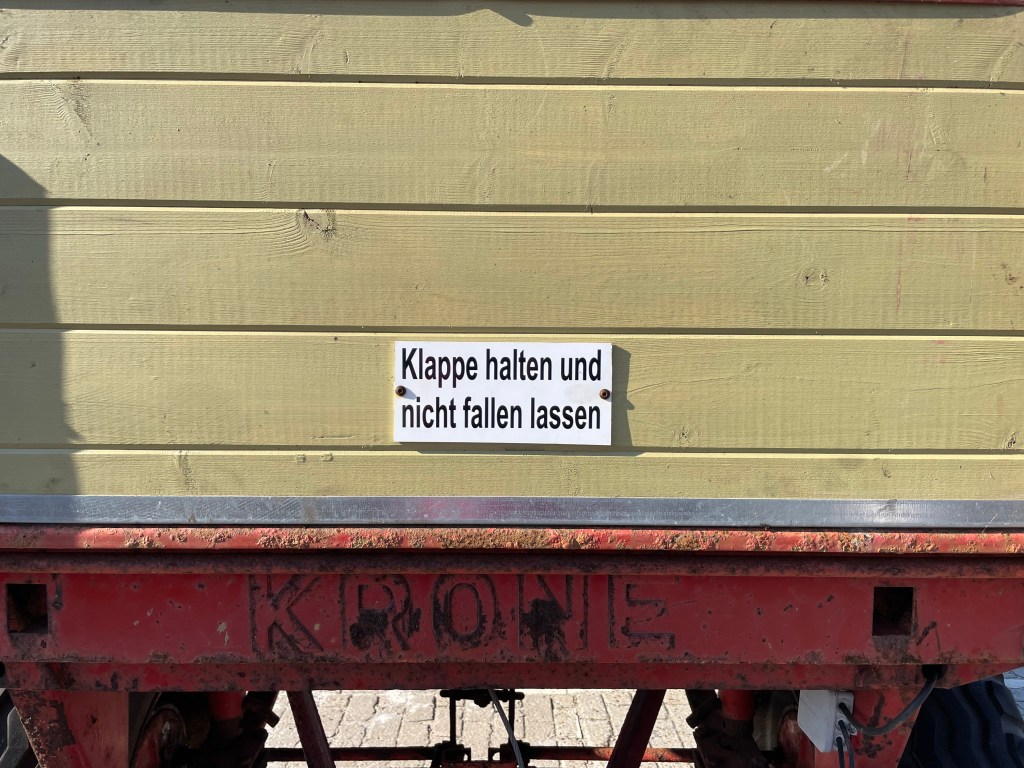 Klappe halten und
nicht fallen lassen
KRONE